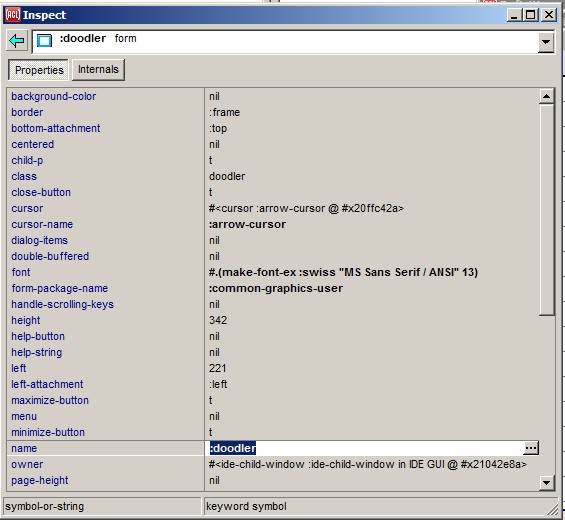 ACL Inspect
:doodler form
Properties Internals
background-color nil
border :frame
bottom-attachment :top
centered nil
child-p t
class doodler
close-button t
cursor #<cursor :arrow-cursor @ #x20ffc42a>
cursor-name :arrow-cursor
dialog-items nil
double-buffered nil
font #.(make-font-ex :swiss "MS Sans Serif / ANSI" 13)
form-package-name :common-graphics-user
handle-scrolling-keys nil
height 342
help-button nil
help-string nil
left 221
left-attachment :left
maximize-button t
menu nil
minimize-button t
name :doodler ...
owner #<ide-child-window :ide-child-window in IDE GUI @ #x21042e8a>
page-height nil
symbol-or-string keyword symbol